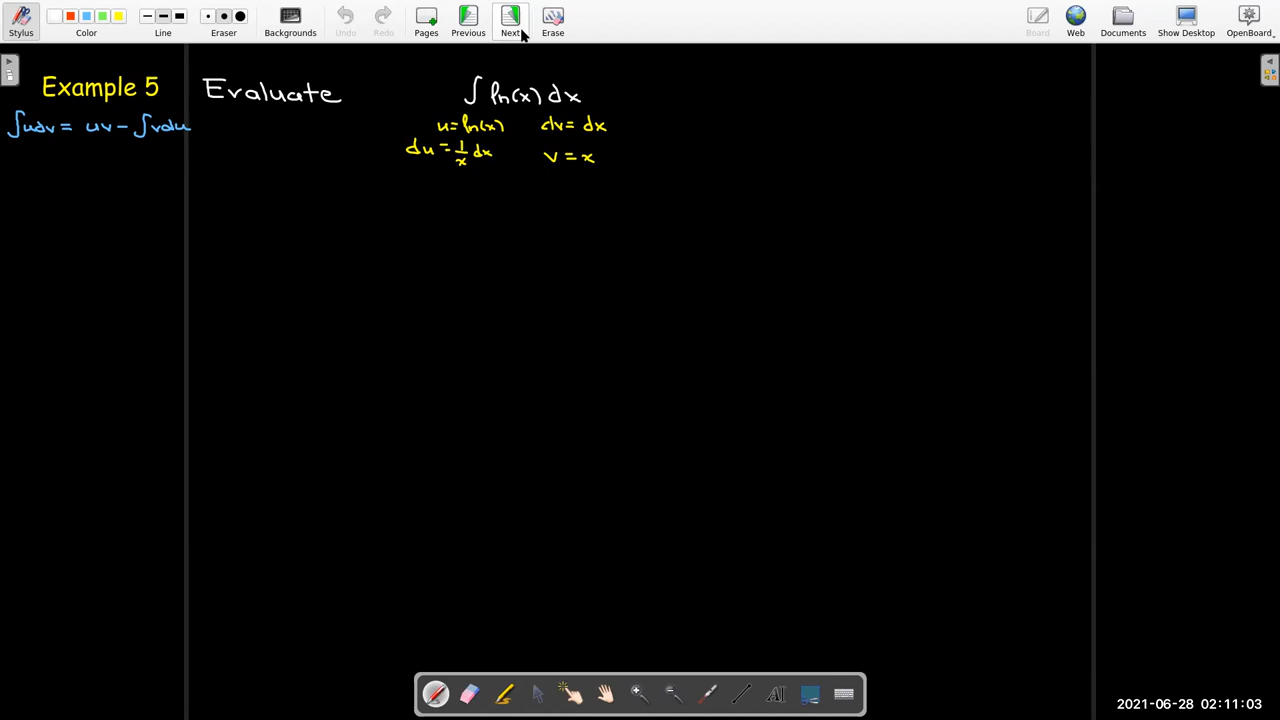 Stylus Color Line Eraser Backgrounds Undo Redo Pages Previous Next Erase Board Web Documents Show Desktop OpenBoard
Example 5 Evaluate ∫ ln(x) dx
∫udv = uv - ∫vdu
u = ln(x) dv = dx
du = 1/x dx v = x
2021-06-28 02:11:03